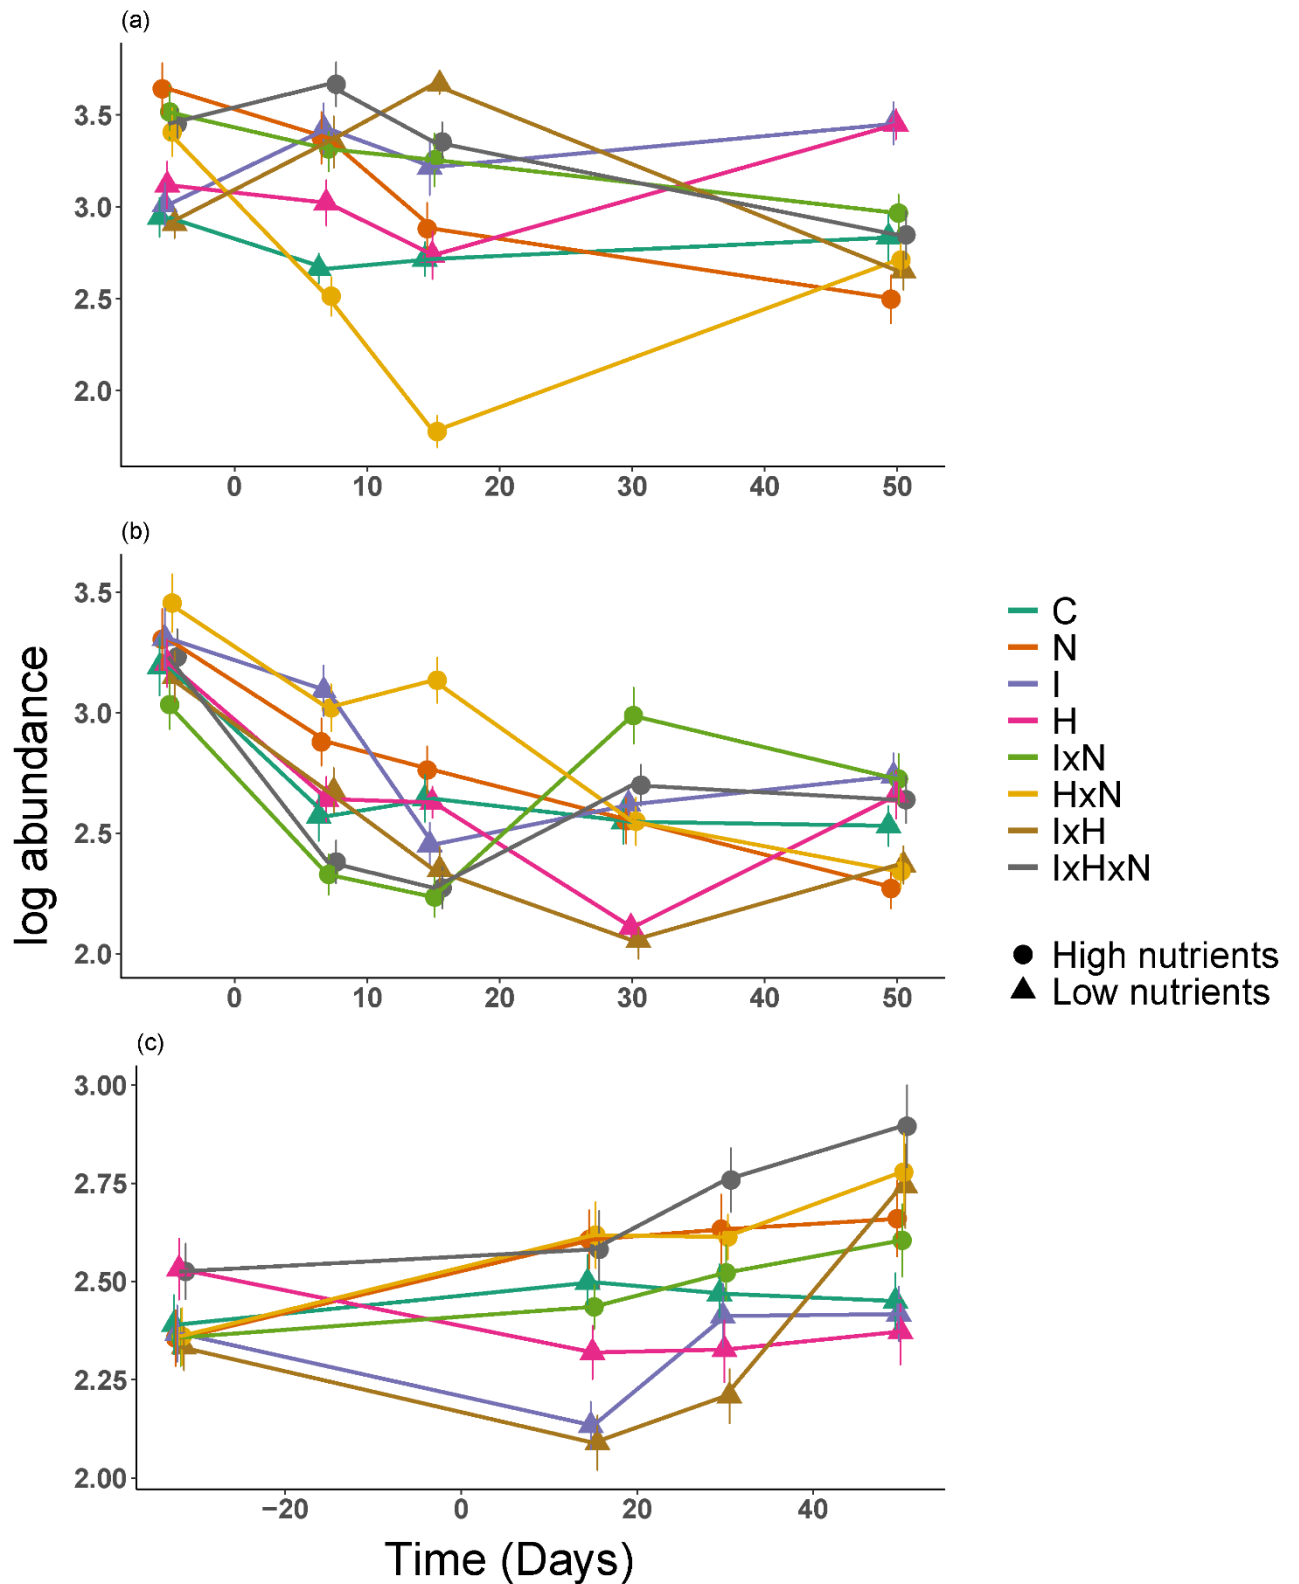 (a)
3.5
3.0
2.5
2.0
0 10 20 30 40 50
(b)
3.5
3.0
2.5
2.0
0 10 20 30 40 50
log abundance
C
N
I
H
IxN
HxN
IxH
IxHxN
High nutrients
Low nutrients
(c)
3.00
2.75
2.50
2.25
2.00
−20 0 20 40
Time (Days)